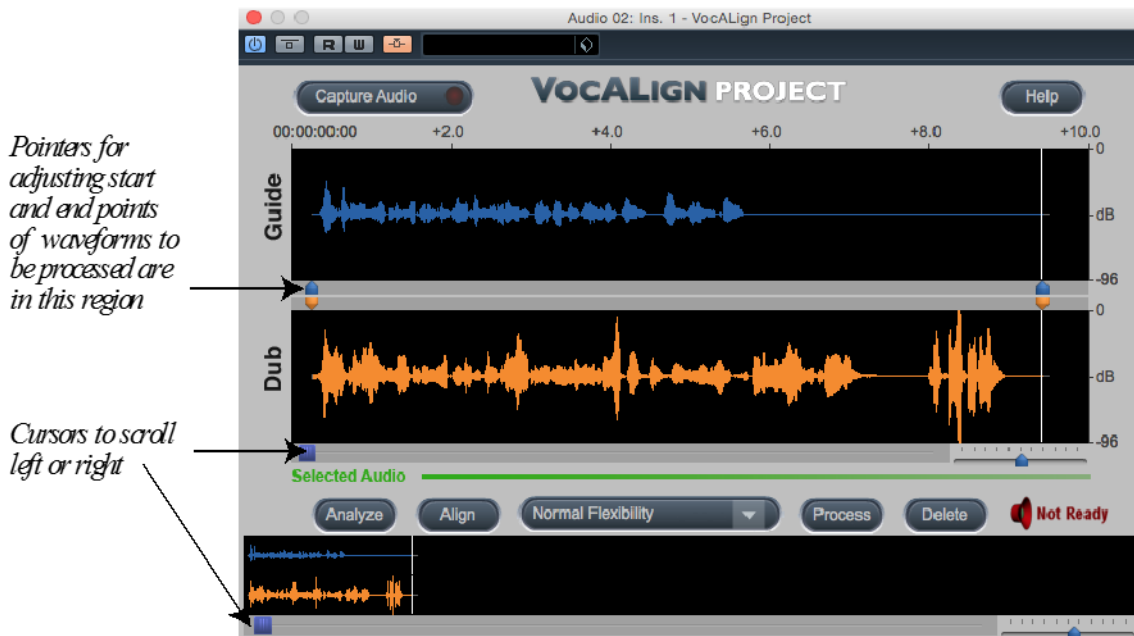 Audio 02: Ins. 1 - VocALign Project
R W
Capture Audio
VOCALIGN PROJECT
Help
00:00:00:00 +2.0 +4.0 +6.0 +8.0 +10.0
Pointers for
adjusting start
and end points
of waveforms to
be processed are
in this region
Guide
0
dB
-96
Dub
0
dB
-96
Cursors to scroll
left or right
Selected Audio
Analyze Align Normal Flexibility Process Delete Not Ready